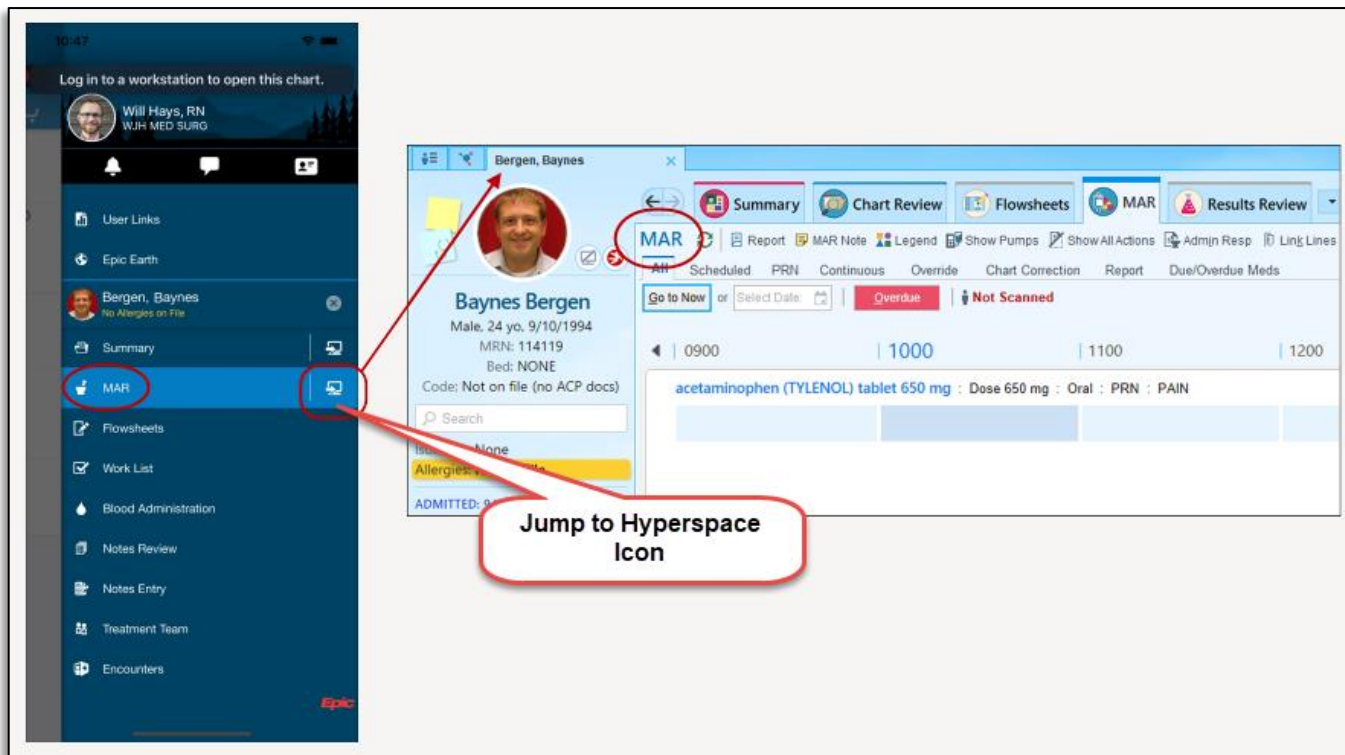 10:47
Log in to a workstation to open this chart.
Will Hays, RN
WJH MED SURG
User Links
Epic Earth
Bergen, Baynes
No Allergies on File
Summary
MAR
Flowsheets
Work List
Blood Administration
Notes Review
Notes Entry
Treatment Team
Encounters
Epic
Bergen, Baynes
Summary Chart Review Flowsheets MAR Results Review
MAR Report MAR Note Legend Show Pumps Show All Actions Admin Resp Link Lines
All Scheduled PRN Continuous Override Chart Correction Report Due/Overdue Meds
Go to Now or Select Date: Overdue Not Scanned
0900 1000 1100 1200
acetaminophen (TYLENOL) tablet 650 mg : Dose 650 mg : Oral : PRN : PAIN
Baynes Bergen
Male, 24 yo, 9/10/1994
MRN: 114119
Bed: NONE
Code: Not on file (no ACP docs)
Search
None
Allergies:
ADMITTED:
Jump to Hyperspace
Icon